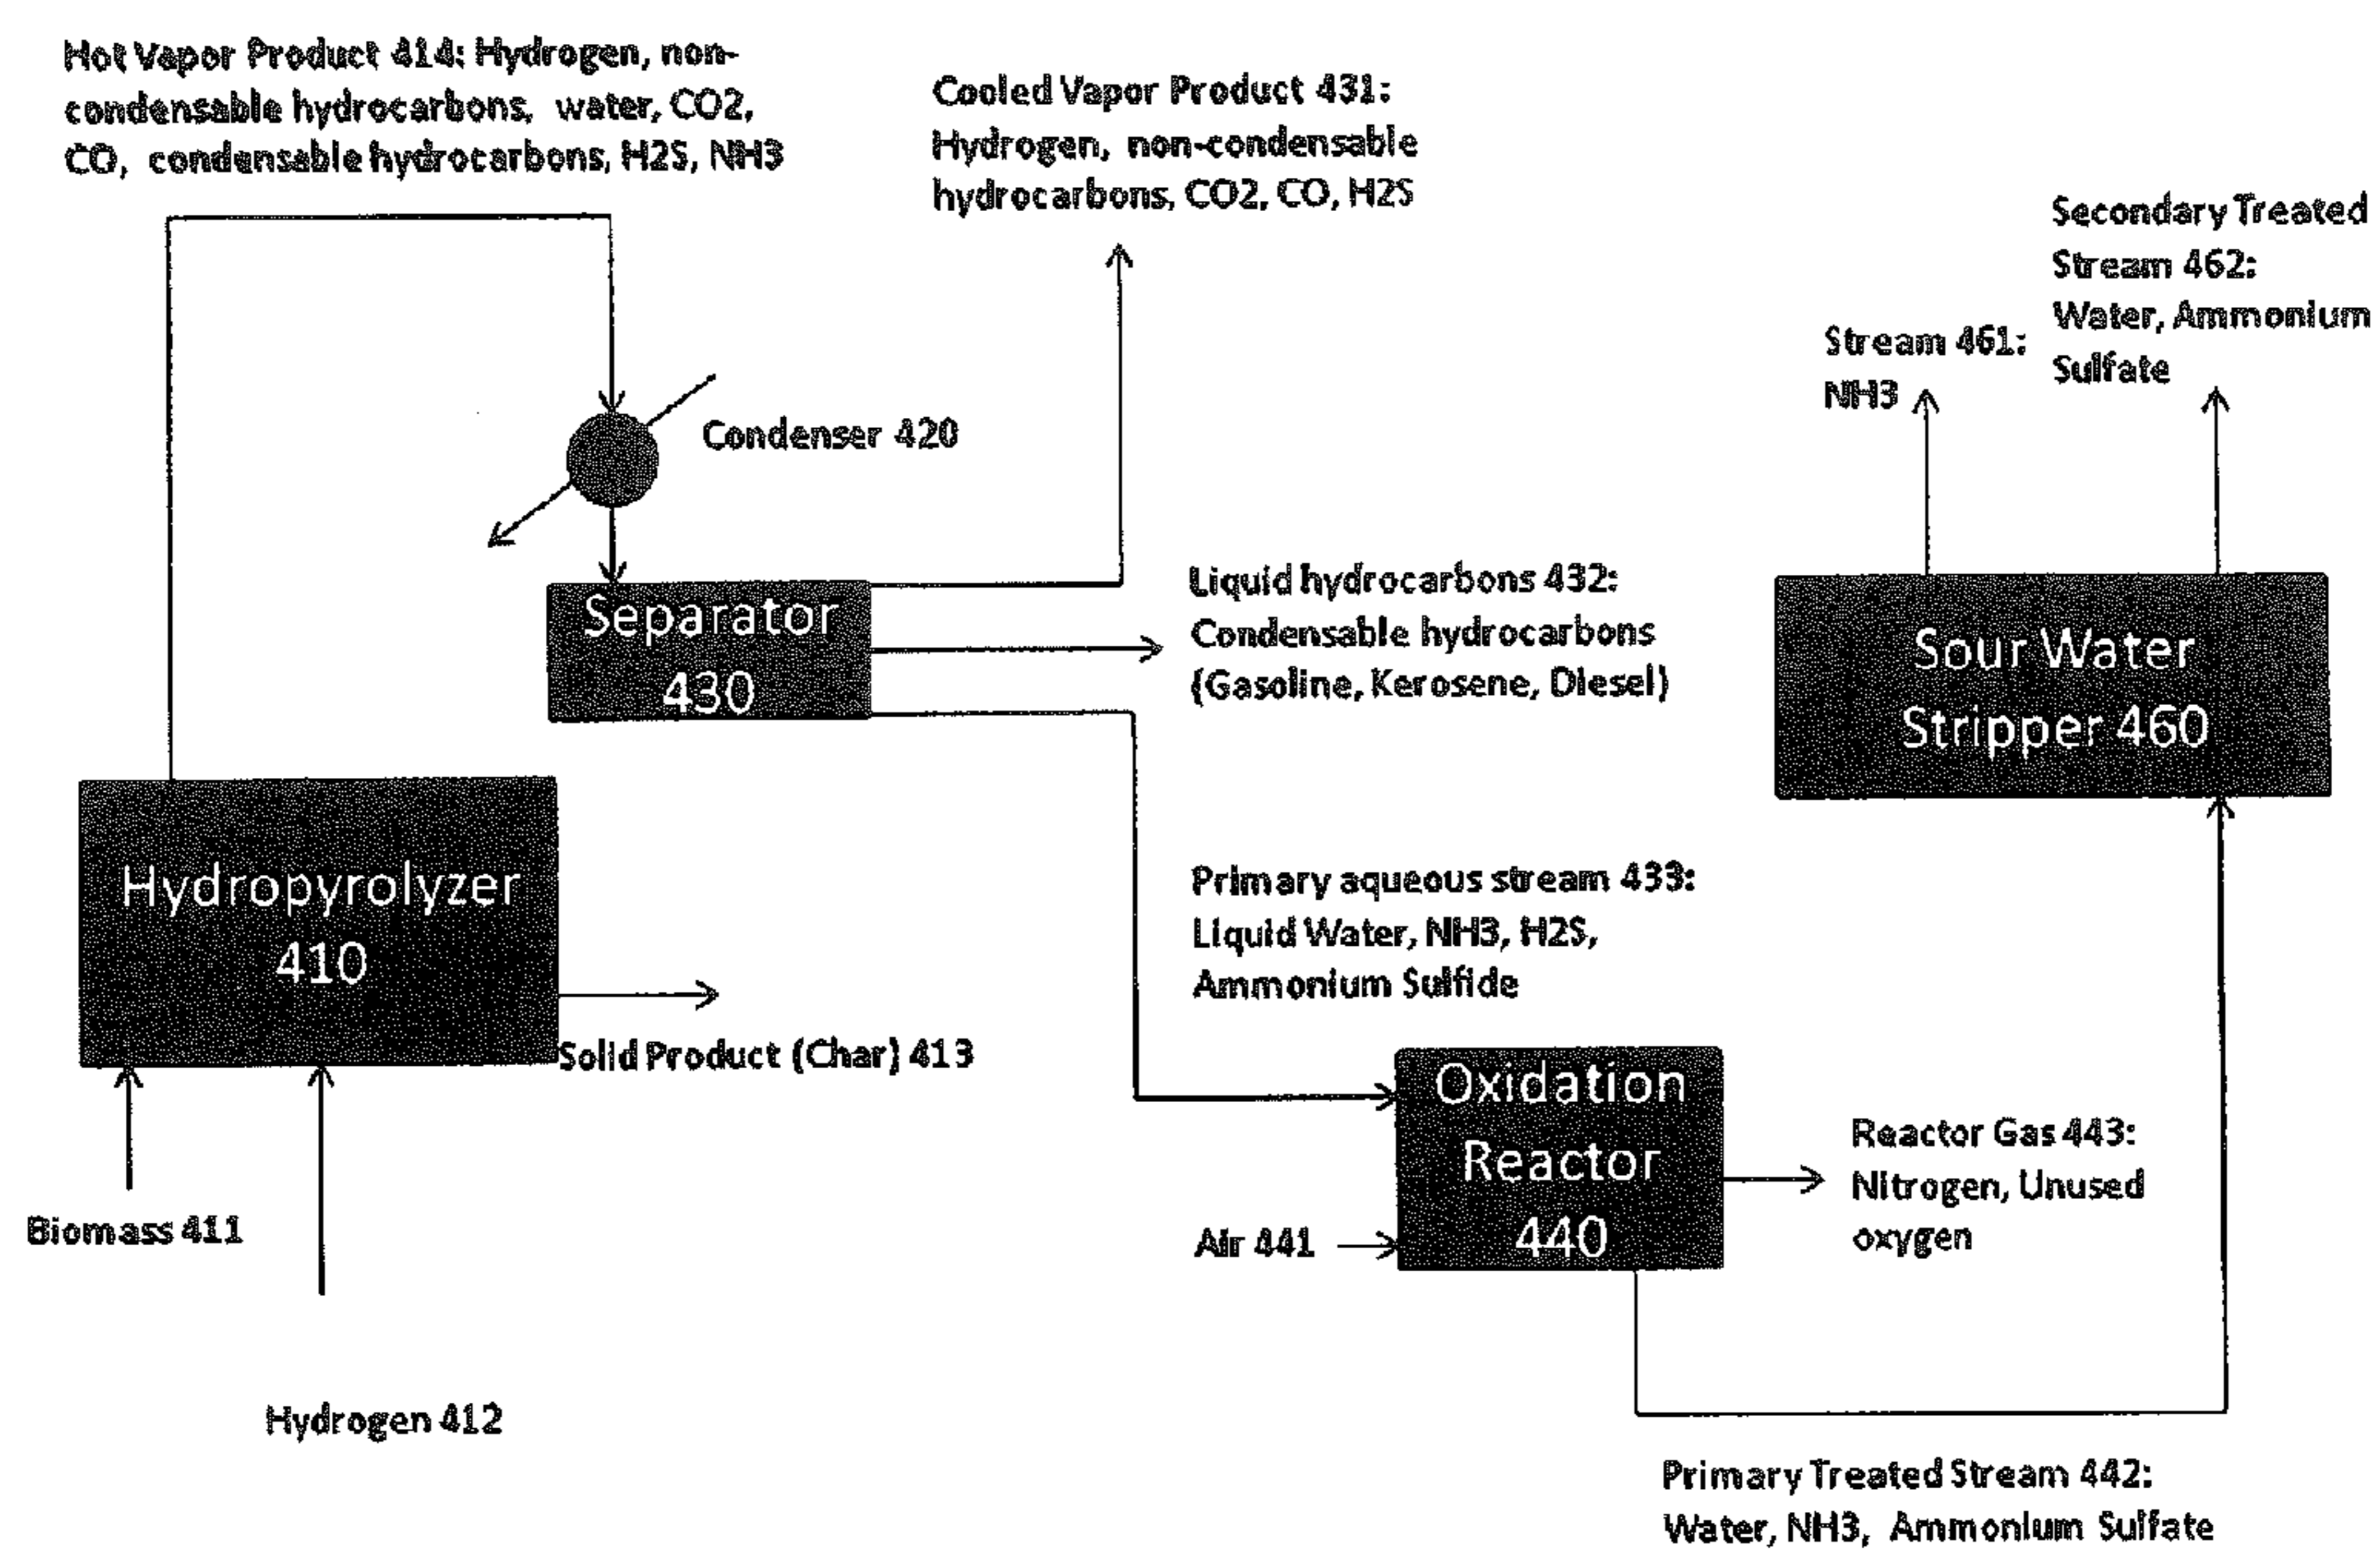 Hot Vapor Product 414: Hydrogen, non-
condensable hydrocarbons, water, CO2,
CO, condensable hydrocarbons, H2S, NH3
Cooled Vapor Product 431:
Hydrogen, non-condensable
hydrocarbons, CO2, CO, H2S
Secondary Treated
Stream 462:
Water, Ammonium
Sulfate
Stream 461:
NH3
Condenser 420
Separator
430
Liquid hydrocarbons 432:
Condensable hydrocarbons
(Gasoline, Kerosene, Diesel)
Sour Water
Stripper 460
Hydropyrolyzer
410
Primary aqueous stream 433:
Liquid Water, NH3, H2S,
Ammonium Sulfide
Solid Product (Char) 413
Oxidation
Reactor
440
Reactor Gas 443:
Nitrogen, Unused
oxygen
Air 441
Biomass 411
Hydrogen 412
Primary Treated Stream 442:
Water, NH3, Ammonium Sulfate